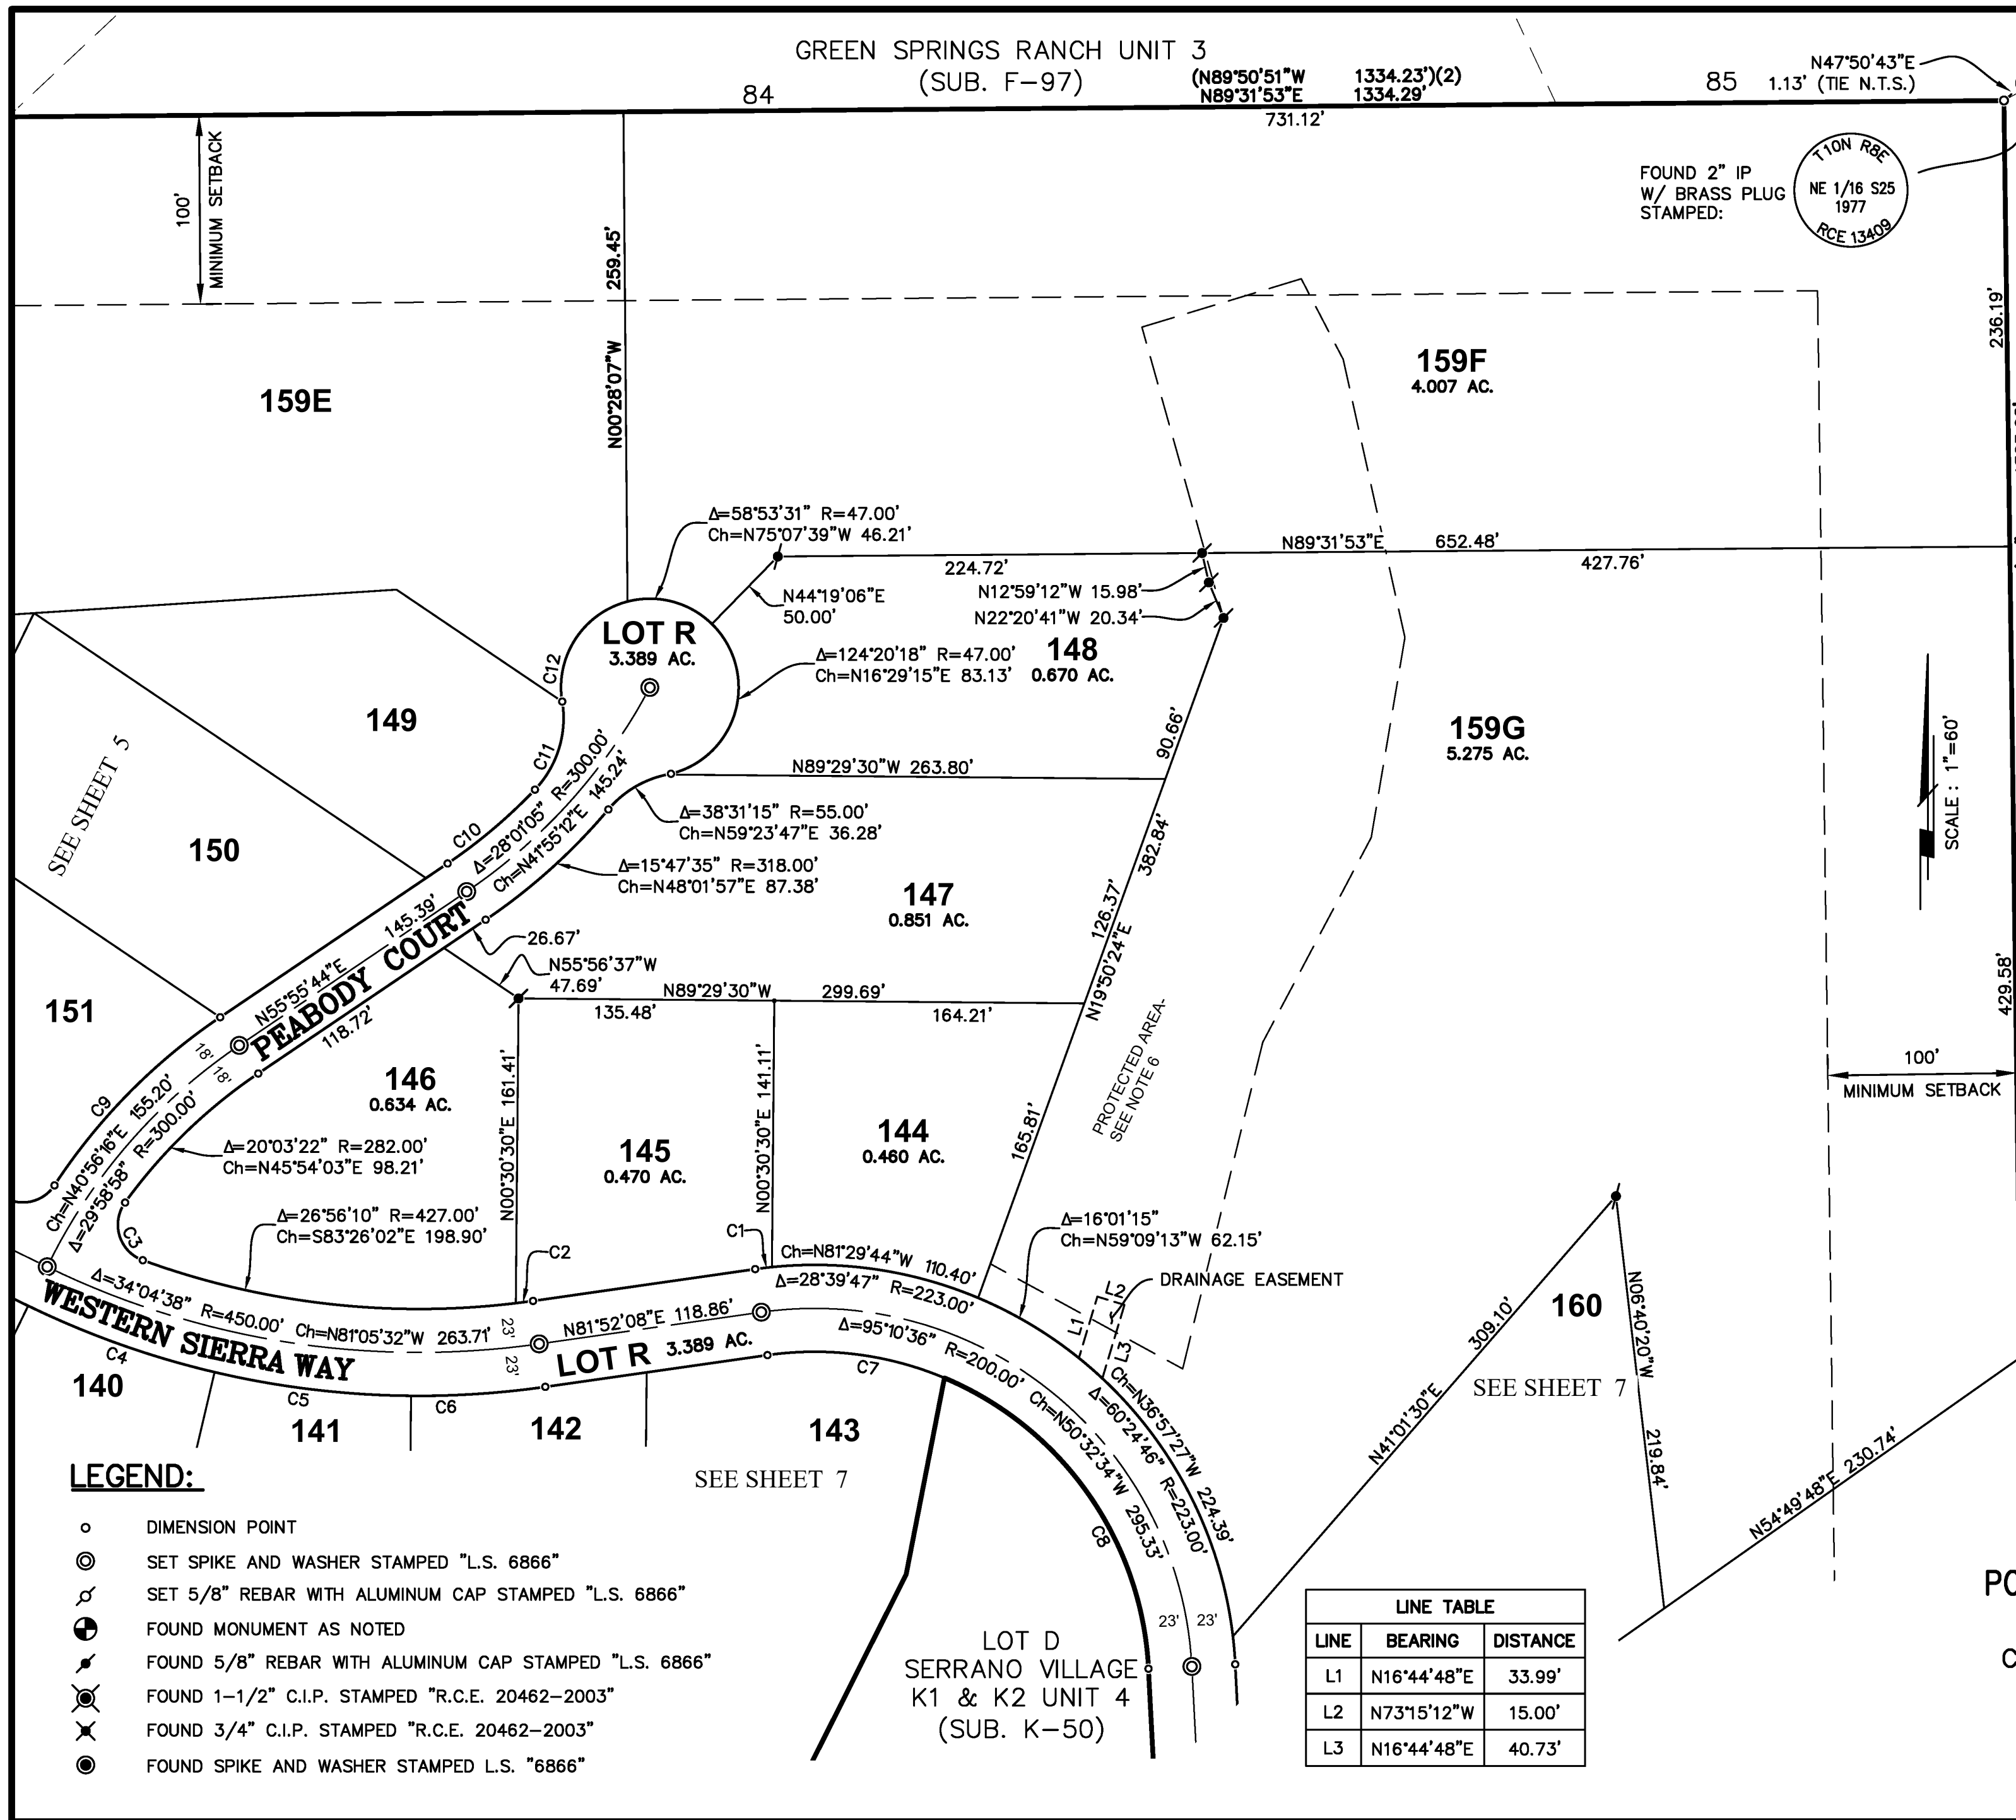 GREEN SPRINGS RANCH UNIT 3
(SUB. F-97)
84
(N89°50'51"W 1334.23')(2)
N89°31'53"E 1334.29'
731.12'
85
N47°50'43"E
1.13' (TIE N.T.S.)
100'
MINIMUM SETBACK
FOUND 2" IP
W/ BRASS PLUG
STAMPED:
T10N R8E
NE 1/16 S25
1977
RCE 13409
259.45'
N00°28'07"W
236.19'
159E
159F
4.007 AC.
Δ=58°53'31" R=47.00'
Ch=N75°07'39"W 46.21'
N89°31'53"E 652.48'
224.72'
427.76'
N12°59'12"W 15.98'
N22°20'41"W 20.34'
N44°19'06"E
50.00'
LOT R
3.389 AC.
C12
Δ=124°20'18" R=47.00'
Ch=N16°29'15"E 83.13'
148
0.670 AC.
149
159G
5.275 AC.
SCALE : 1"=60'
SEE SHEET 5
C11
90.66'
N89°29'30"W 263.80'
Δ=28°01'05" R=300.00'
Ch=N41°55'12"E 145.24'
Δ=38°31'15" R=55.00'
Ch=N59°23'47"E 36.28'
C10
150
Δ=15°47'35" R=318.00'
Ch=N48°01'57"E 87.38'
382.84'
147
0.851 AC.
126.37'
N19°50'24"E
145.39'
N55°55'44"E
PEABODY COURT
118.72'
26.67'
N55°56'37"W
47.69'
N89°29'30"W 299.69'
135.48'
164.21'
429.58'
151
18'
18'
146
0.634 AC.
N00°30'30"E 161.41'
N00°30'30"E 141.11'
PROTECTED AREA-
SEE NOTE 6
100'
MINIMUM SETBACK
C9
Ch=N40°56'16"E 155.20'
Δ=29°58'58" R=300.00'
Δ=20°03'22" R=282.00'
Ch=N45°54'03"E 98.21'
145
0.470 AC.
144
0.460 AC.
165.81'
C3
Δ=26°56'10" R=427.00'
Ch=S83°26'02"E 198.90'
C2
C1
Δ=16°01'15"
Ch=N59°09'13"W 62.15'
Ch=N81°29'44"W 110.40'
Δ=28°39'47" R=223.00'
DRAINAGE EASEMENT
L1
L2
L3
Δ=34°04'38" R=450.00' Ch=N81°05'32"W 263.71'
WESTERN SIERRA WAY
23'
23'
N81°52'08"E 118.86'
LOT R 3.389 AC.
Δ=95°10'36" R=200.00' Ch=N50°32'34"W 295.33'
Ch=N36°57'27"W 224.39'
Δ=60°24'46" R=223.00'
C4
C5
C6
C7
C8
140
141
142
143
SEE SHEET 7
309.10'
N41°01'30"E
160
SEE SHEET 7
N06°40'20"W 219.84'
N54°49'48"E 230.74'
23' 23'
LEGEND:
DIMENSION POINT
SET SPIKE AND WASHER STAMPED "L.S. 6866"
SET 5/8" REBAR WITH ALUMINUM CAP STAMPED "L.S. 6866"
FOUND MONUMENT AS NOTED
FOUND 5/8" REBAR WITH ALUMINUM CAP STAMPED "L.S. 6866"
FOUND 1-1/2" C.I.P. STAMPED "R.C.E. 20462-2003"
FOUND 3/4" C.I.P. STAMPED "R.C.E. 20462-2003"
FOUND SPIKE AND WASHER STAMPED L.S. "6866"
LOT D
SERRANO VILLAGE
K1 & K2 UNIT 4
(SUB. K-50)
LINE TABLE
LINE BEARING DISTANCE
L1 N16°44'48"E 33.99'
L2 N73°15'12"W 15.00'
L3 N16°44'48"E 40.73'